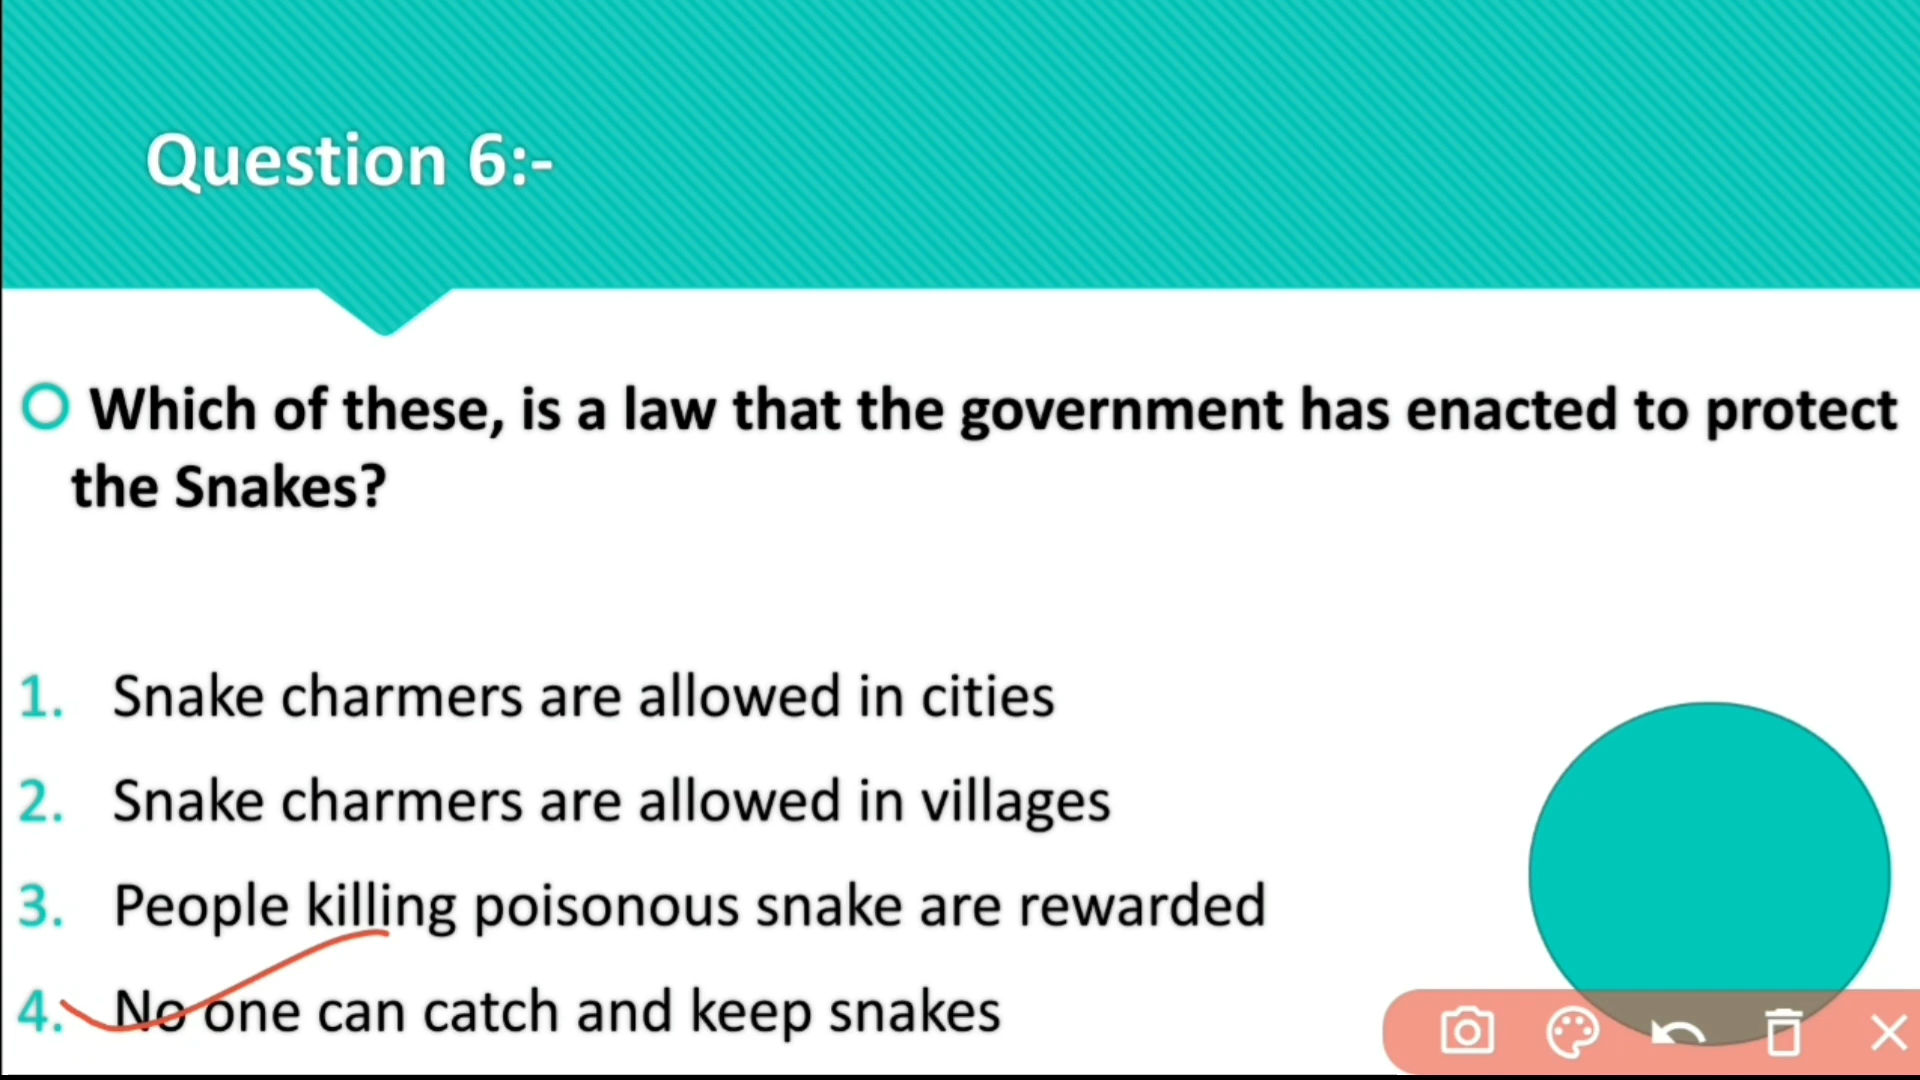 Question 6:-
Which of these, is a law that the government has enacted to protect
the Snakes?
1. Snake charmers are allowed in cities
2. Snake charmers are allowed in villages
3. People killing poisonous snake are rewarded
4. No one can catch and keep snakes